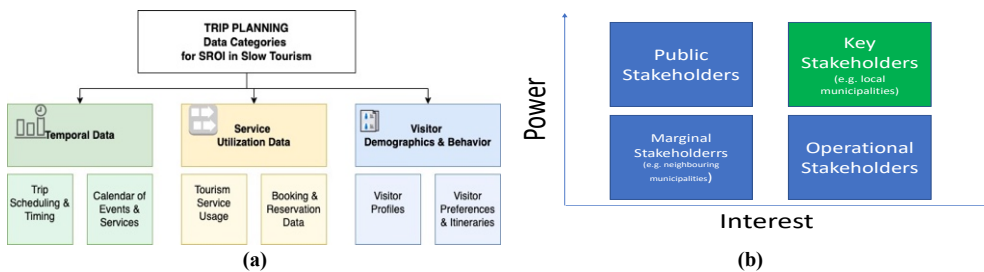 TRIP PLANNING
Data Categories
for SROI in Slow Tourism
Temporal Data
Service
Utilization Data
Visitor
Demographics & Behavior
Trip
Scheduling &
Timing
Calendar of
Events &
Services
Tourism
Service
Usage
Booking &
Reservation
Data
Visitor
Profiles
Visitor
Preferences
& Itineraries
(a)
Power
Public
Stakeholders
Key
Stakeholders
(e.g. local
municipalities)
Marginal
Stakeholderrs
(e.g. neighbouring
municipalities)
Operational
Stakeholders
Interest
(b)